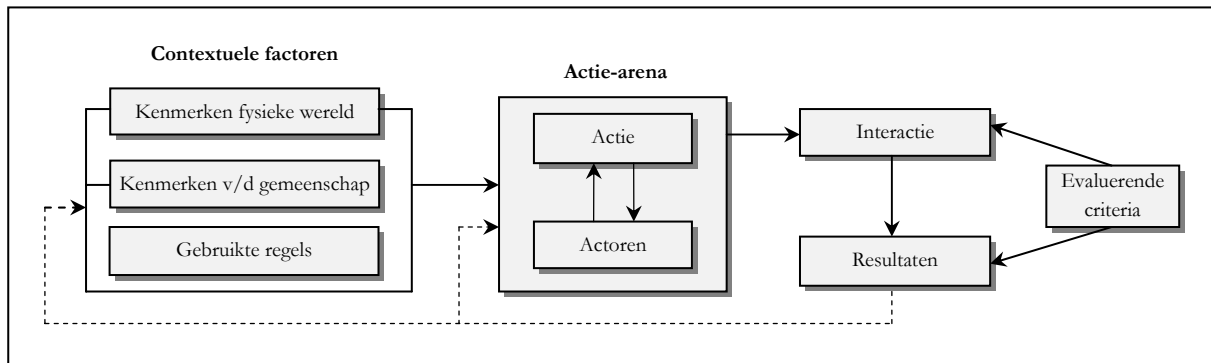 Contextuele factoren
Kenmerken fysieke wereld
Kenmerken v/d gemeenschap
Gebruikte regels
Actie-arena
Actie
Actoren
Interactie
Resultaten
Evaluerende
criteria